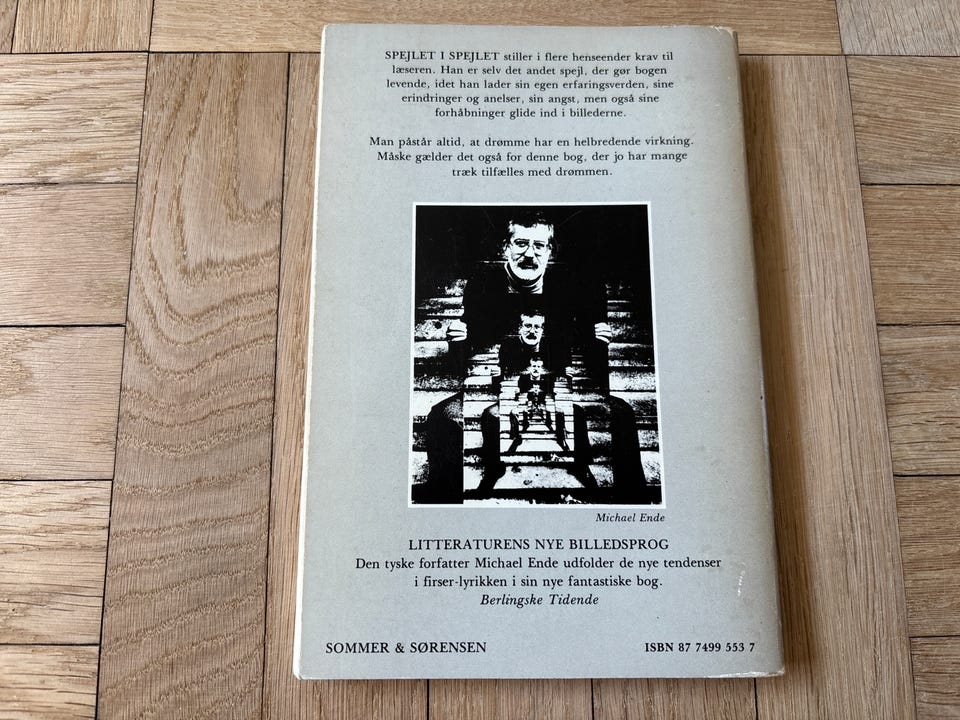 SPEJLET I SPEJLET stiller i flere henseender krav til
læseren. Han er selv det andet spejl, der gør bogen
levende, idet han lader sin egen erfaringsverden, sine
erindringer og anelser, sin angst, men også sine
forhåbninger glide ind i billederne.
Man påstår altid, at drømme har en helbredende virkning.
Måske gælder det også for denne bog, der jo har mange
træk tilfælles med drømmen.
Michael Ende
LITTERATURENS NYE BILLEDSPROG
Den tyske forfatter Michael Ende udfolder de nye tendenser
i firser-lyrikken i sin nye fantastiske bog.
Berlingske Tidende
SOMMER & SØRENSEN ISBN 87 7499 553 7